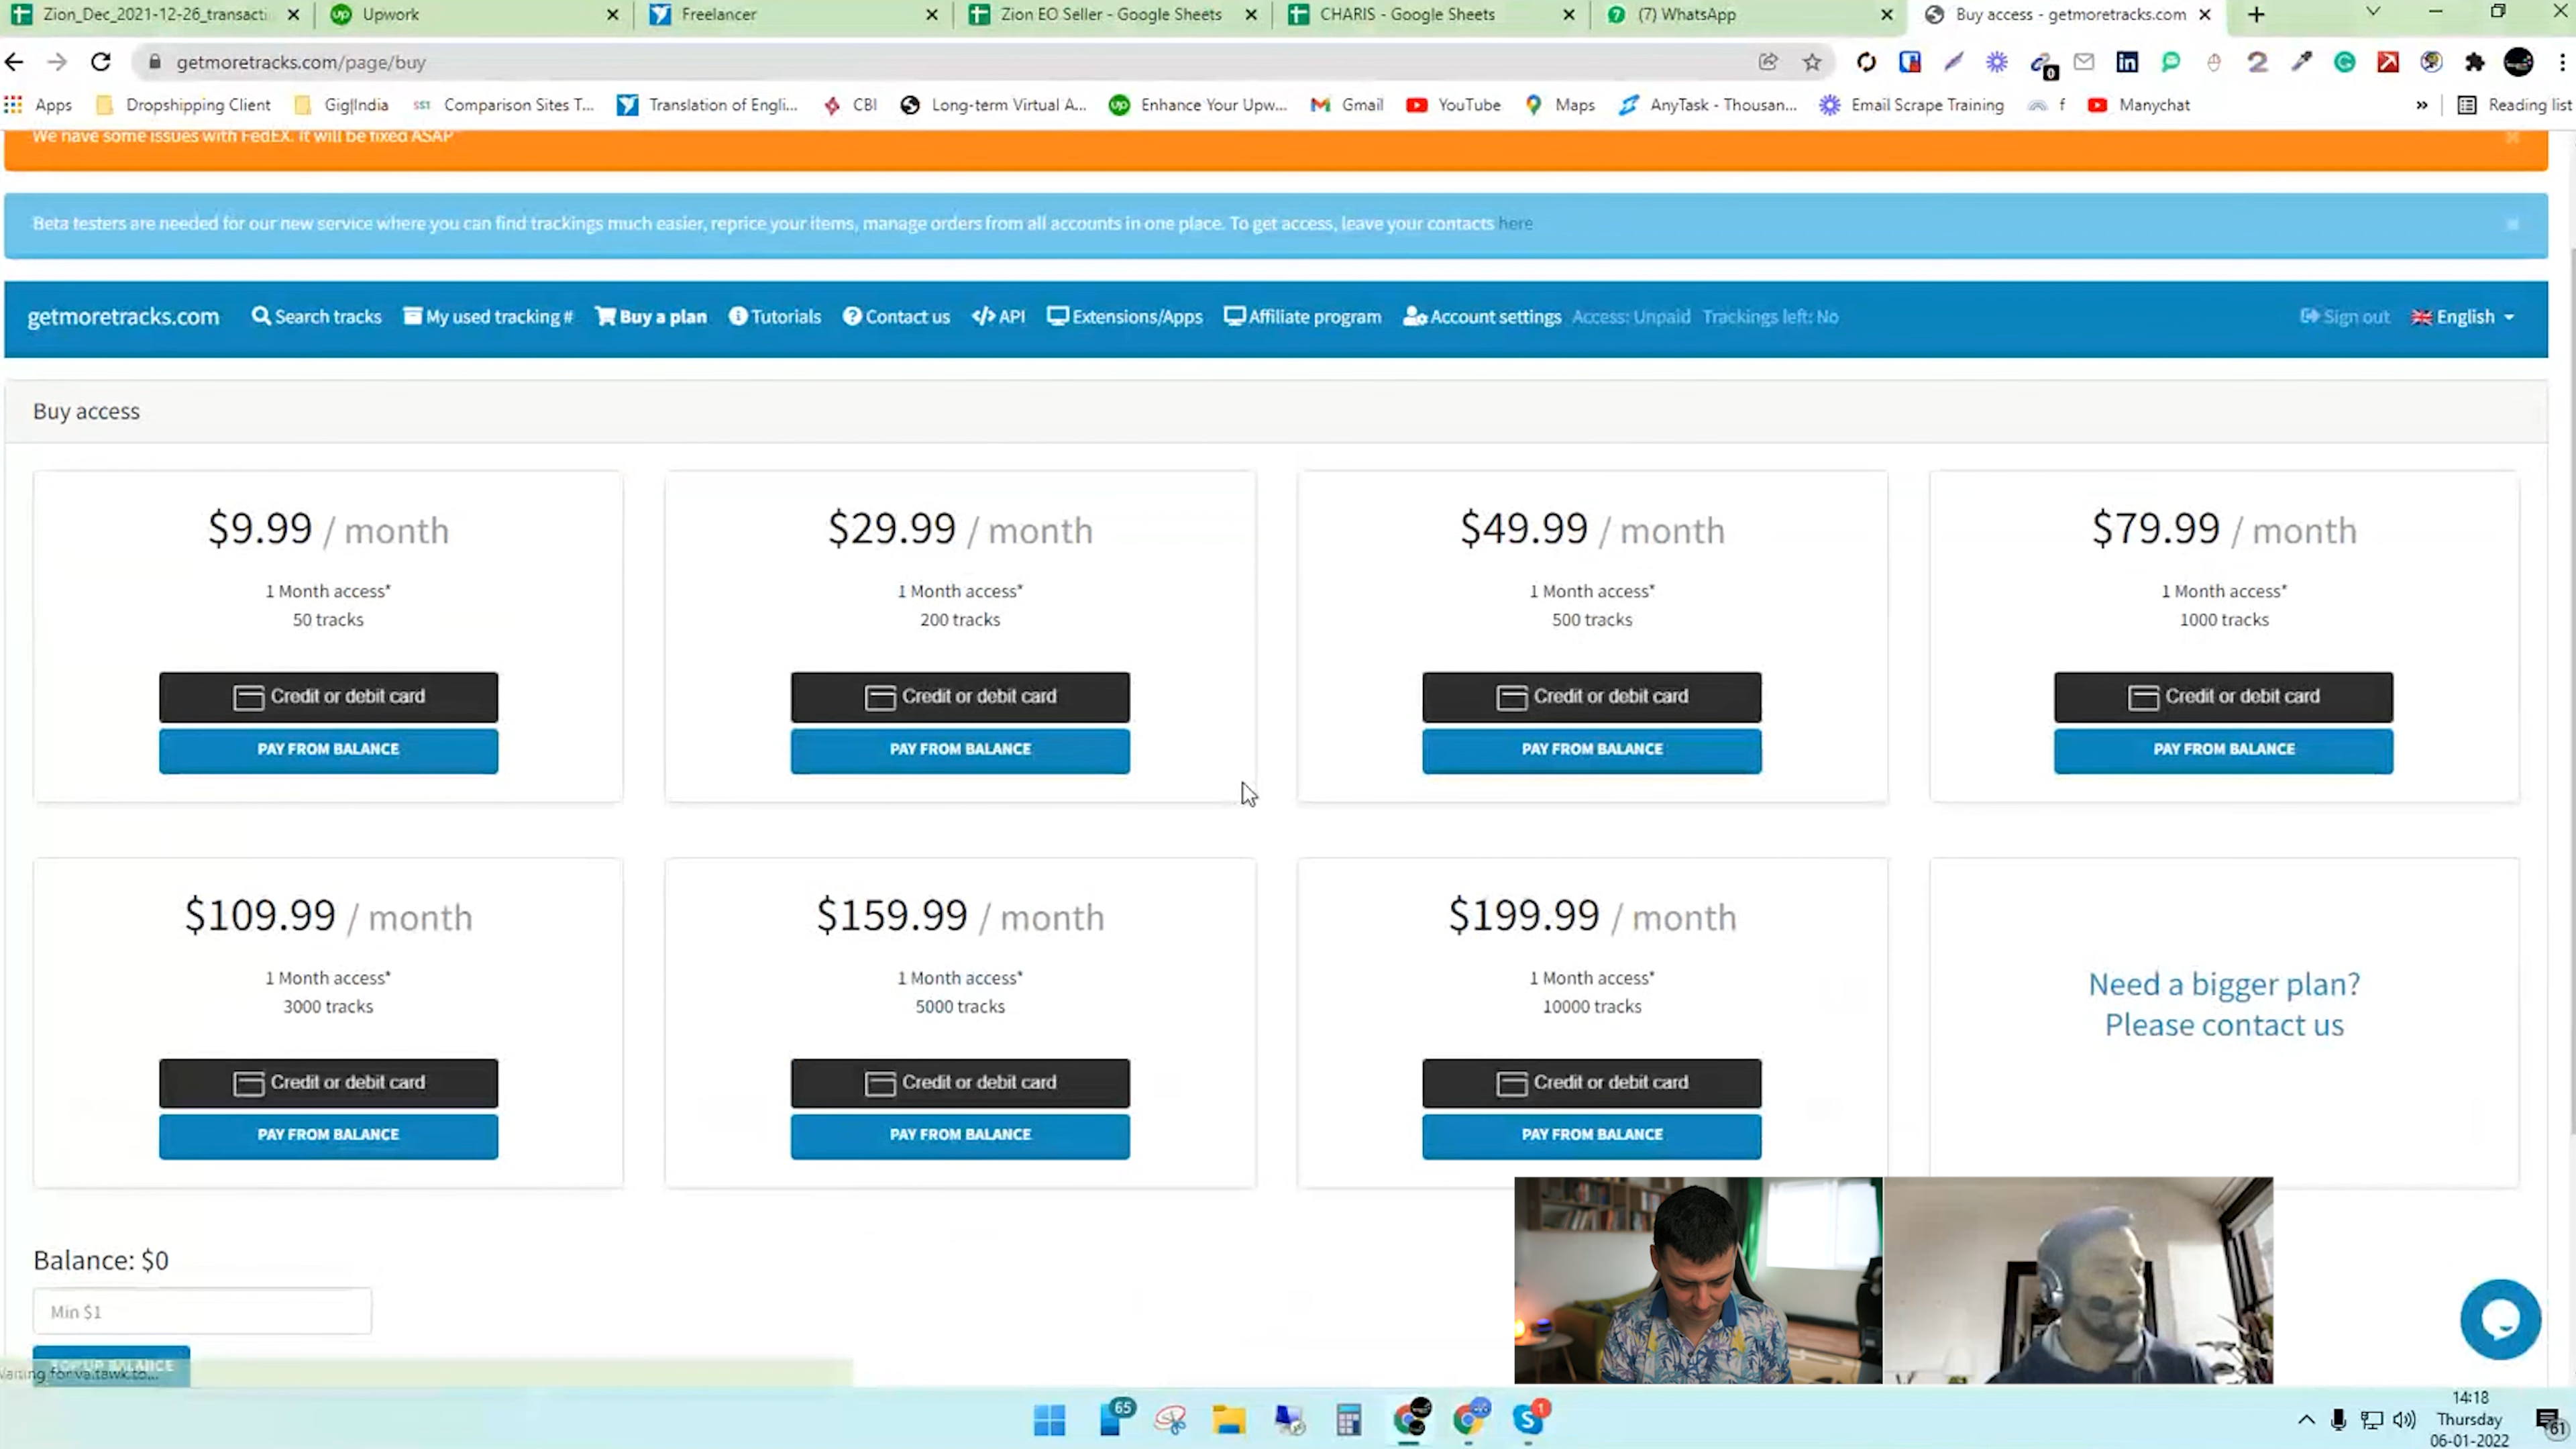 Zion_Dec_2021-12-26_transacti
Upwork
Freelancer
Zion EO Seller - Google Sheets
CHARIS - Google Sheets
(7) WhatsApp
Buy access - getmoretracks.com
getmoretracks.com/page/buy
Apps
Dropshipping Client
Gig|India
Comparison Sites T...
Translation of Engli...
CBI
Long-term Virtual A...
Enhance Your Upw...
Gmail
YouTube
Maps
AnyTask - Thousan...
Email Scrape Training
f
Manychat
»
Reading list
We have some issues with FedEX. It will be fixed ASAP
Beta testers are needed for our new service where you can find trackings much easier, reprice your items, manage orders from all accounts in one place. To get access, leave your contacts here
getmoretracks.com
Search tracks
My used tracking #
Buy a plan
Tutorials
Contact us
</> API
Extensions/Apps
Affiliate program
Account settings
Access: Unpaid
Trackings left: No
Sign out
English
Buy access
$9.99 / month
1 Month access*
50 tracks
Credit or debit card
PAY FROM BALANCE
$29.99 / month
1 Month access*
200 tracks
Credit or debit card
PAY FROM BALANCE
$49.99 / month
1 Month access*
500 tracks
Credit or debit card
PAY FROM BALANCE
$79.99 / month
1 Month access*
1000 tracks
Credit or debit card
PAY FROM BALANCE
$109.99 / month
1 Month access*
3000 tracks
Credit or debit card
PAY FROM BALANCE
$159.99 / month
1 Month access*
5000 tracks
Credit or debit card
PAY FROM BALANCE
$199.99 / month
1 Month access*
10000 tracks
Credit or debit card
PAY FROM BALANCE
Need a bigger plan?
Please contact us
Balance: $0
Min $1
TOP UP BALANCE
Waiting for va.tawk.to...
65
1
14:18
Thursday
06-01-2022
61